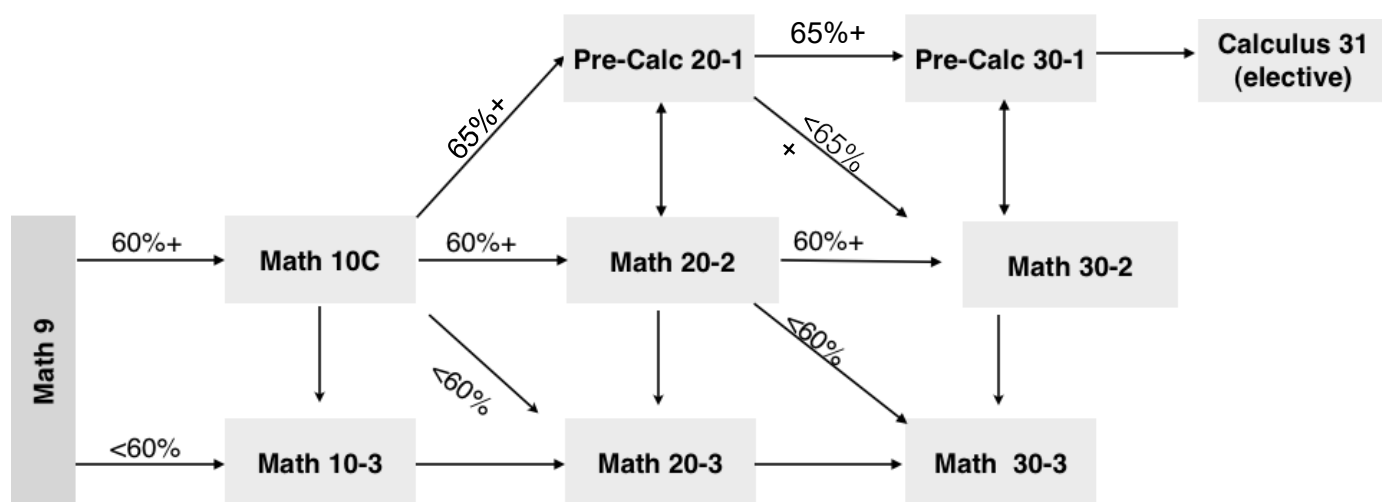 65%+
Pre-Calc 20-1
65%+
Pre-Calc 30-1
Calculus 31
(elective)
<65%
+
Math 9
60%+
Math 10C
60%+
Math 20-2
60%+
Math 30-2
<60%
<60%
<60%
Math 10-3
Math 20-3
Math 30-3